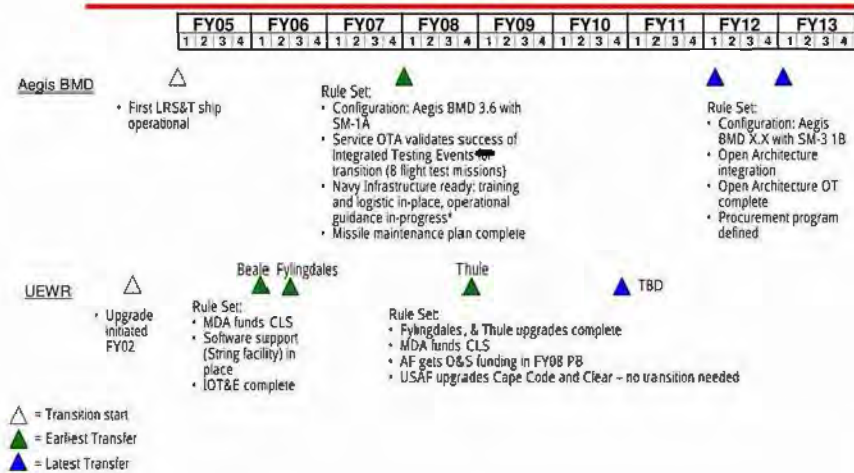 FY05 FY06 FY07 FY08 FY09 FY10 FY11 FY12 FY13
1 2 3 4 1 2 3 4 1 2 3 4 1 2 3 4 1 2 3 4 1 2 3 4 1 2 3 4 1 2 3 4 1 2 3 4
Aegis BMD
• First LRS&T ship
operational
Rule Set:
• Configuration: Aegis BMD 3.6 with
SM-1A
• Service OTA validates success of
Integrated Testing Events for
transition (8 flight test missions)
• Navy Infrastructure ready: training
and logistic in-place, operational
guidance in-progress*
• Missile maintenance plan complete
Rule Set:
• Configuration: Aegis
BMD X.X with SM-3 1B
• Open Architecture
integration
• Open Architecture OT
complete
• Procurement program
defined
UEWR
• Upgrade
initiated
FY02
Beale Fylingdales
Rule Set:
• MDA funds CLS
• Software support
(String facility) in
place
• IOT&E complete
Thule
Rule Set:
• Fylingdales, & Thule upgrades complete
• MDA funds CLS
• AF gets O&S funding in FY08 PB
• USAF upgrades Cape Code and Clear – no transition needed
TBD
= Transition start
= Earliest Transfer
= Latest Transfer